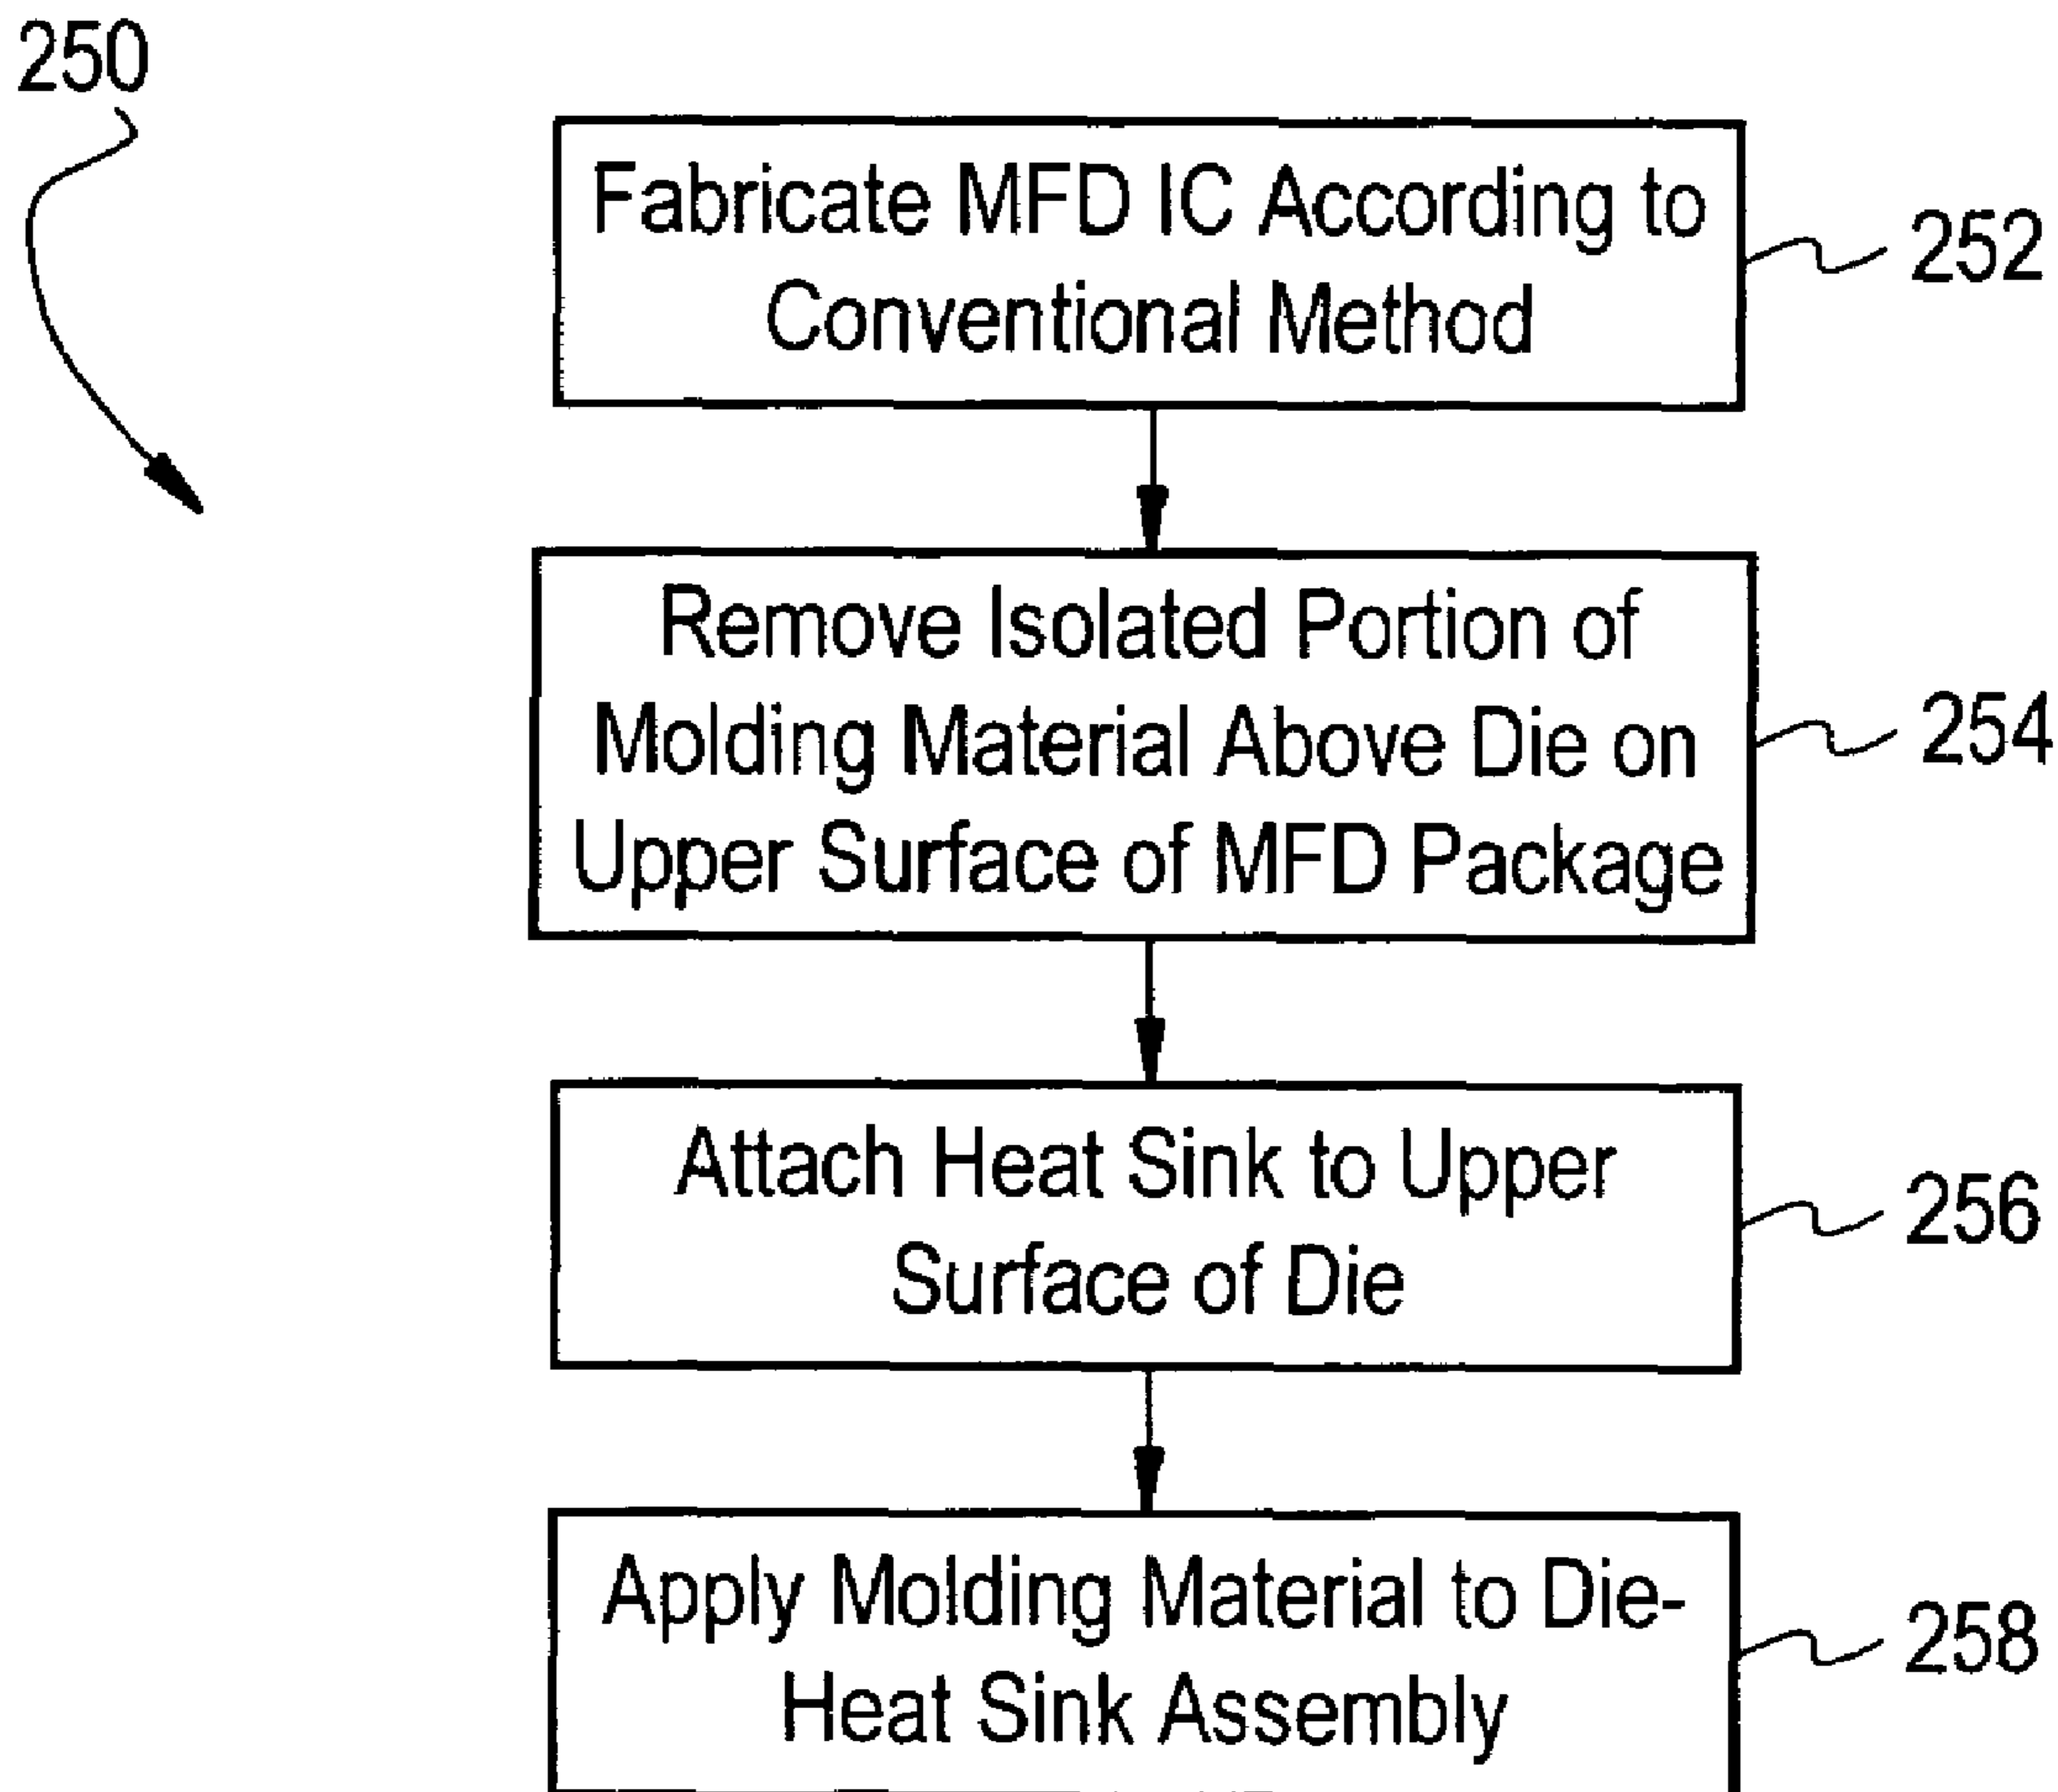 250
Fabricate MFD IC According to
Conventional Method
252
Remove Isolated Portion of
Molding Material Above Die on
Upper Surface of MFD Package
254
Attach Heat Sink to Upper
Surface of Die
256
Apply Molding Material to Die-
Heat Sink Assembly
258